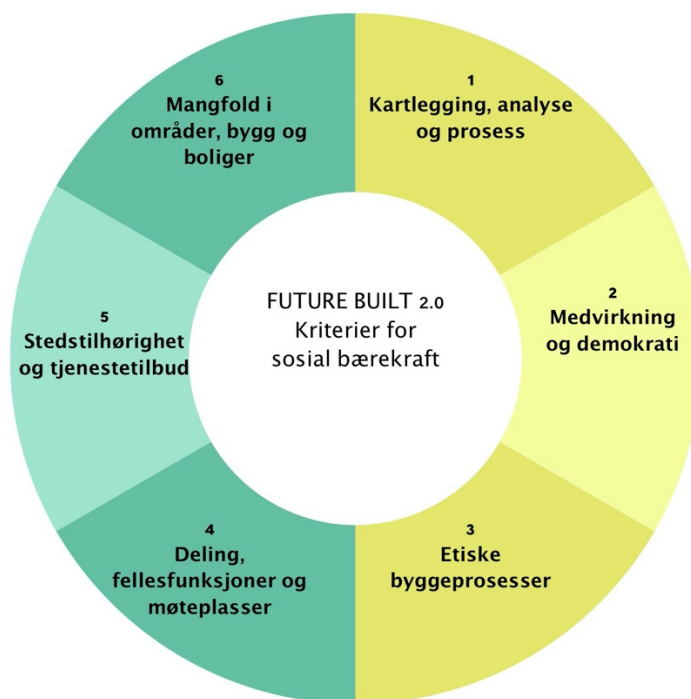 FUTURE BUILT 2.0
Kriterier for
sosial bærekraft
1
Kartlegging, analyse
og prosess
2
Medvirkning
og demokrati
3
Etiske
byggeprosesser
4
Deling,
fellesfunksjoner og
møteplasser
5
Stedstilhørighet
og tjenestetilbud
6
Mangfold i
områder, bygg og
boliger